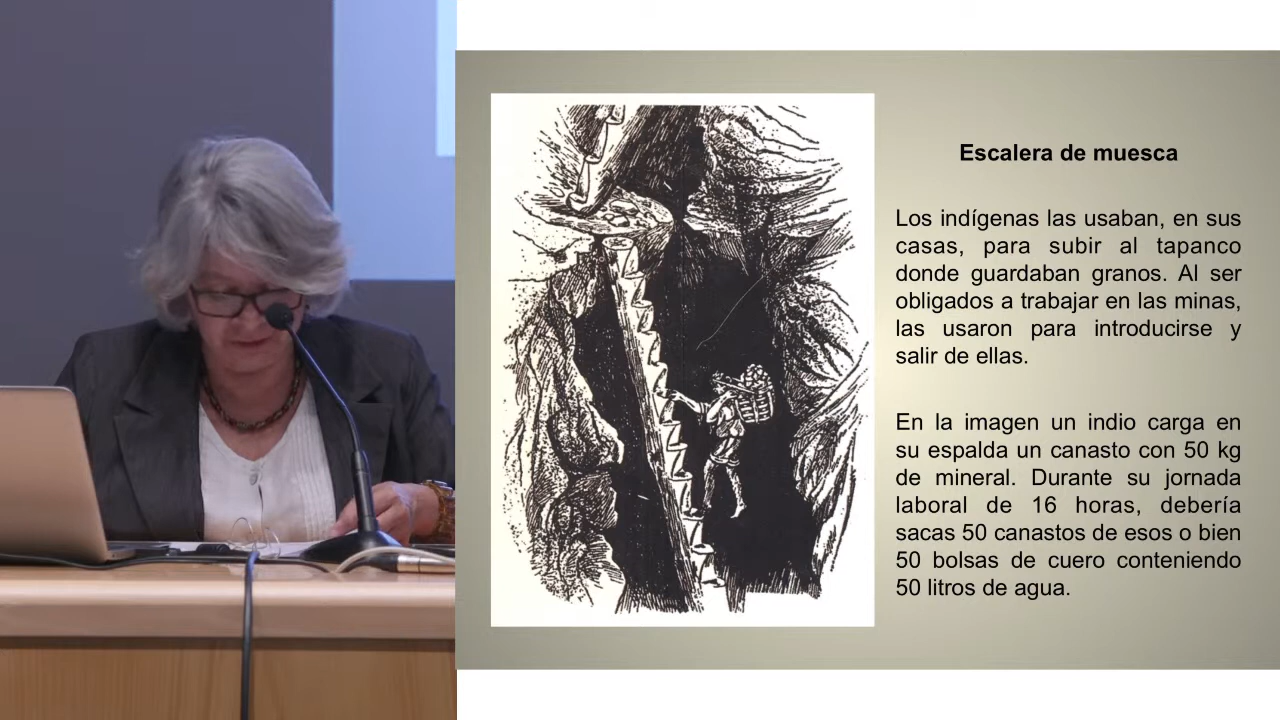 Escalera de muesca
Los indígenas las usaban, en sus
casas, para subir al tapanco
donde guardaban granos. Al ser
obligados a trabajar en las minas,
las usaron para introducirse y
salir de ellas.
En la imagen un indio carga en
su espalda un canasto con 50 kg
de mineral. Durante su jornada
laboral de 16 horas, debería
sacas 50 canastos de esos o bien
50 bolsas de cuero conteniendo
50 litros de agua.